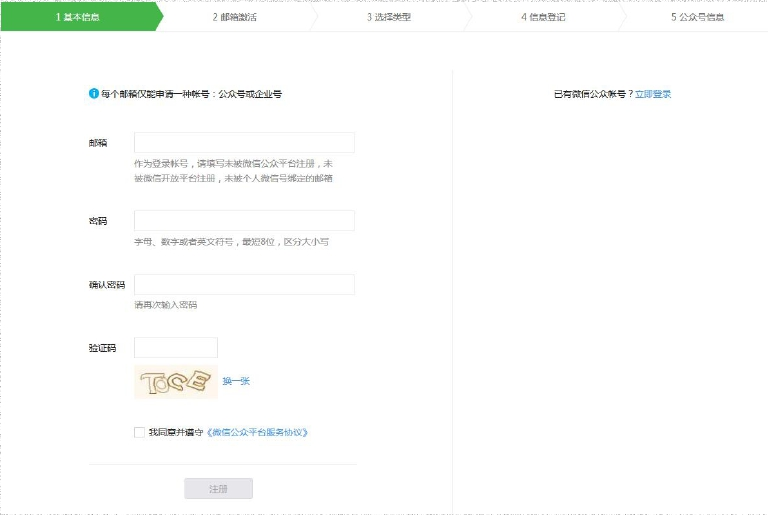 1 基本信息
2 邮箱激活
3 选择类型
4 信息登记
5 公众号信息
每个邮箱仅能申请一种帐号：公众号或企业号
已有微信公众帐号？立即登录
邮箱
作为登录帐号，请填写未被微信公众平台注册，未
被微信开放平台注册，未被个人微信号绑定的邮箱
密码
字母、数字或者英文符号，最短8位，区分大小写
确认密码
请再次输入密码
验证码
TOCE
换一张
我同意并遵守《微信公众平台服务协议》
注册